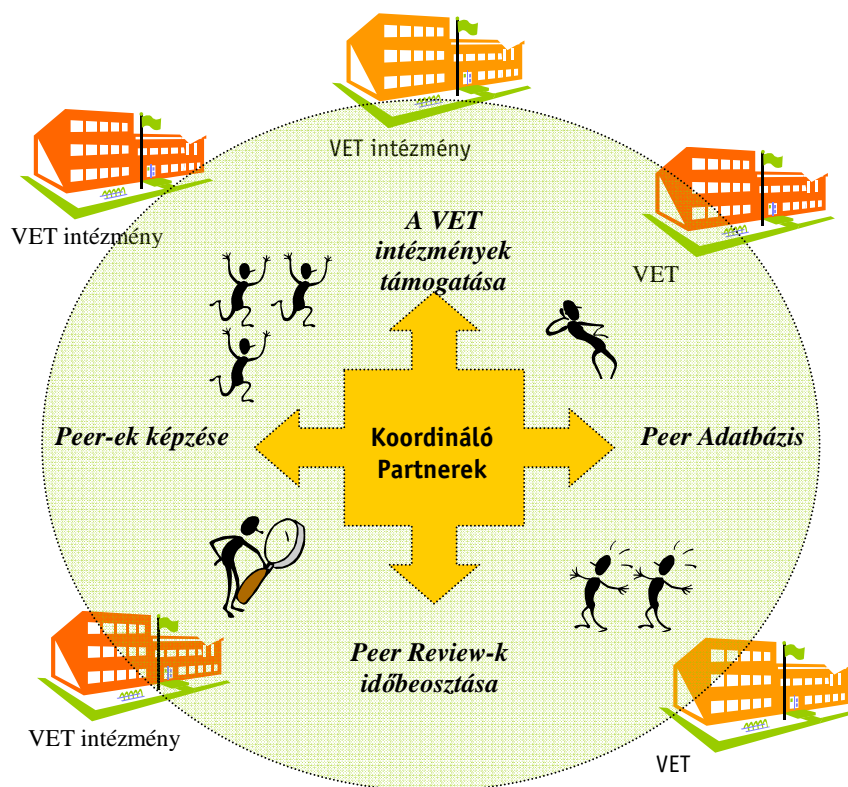 VET intézmény
VET intézmény
VET
A VET
intézmények
támogatása
Peer-ek képzése
Koordináló
Partnerek
Peer Adatbázis
Peer Review-k
időbeosztása
VET intézmény
VET